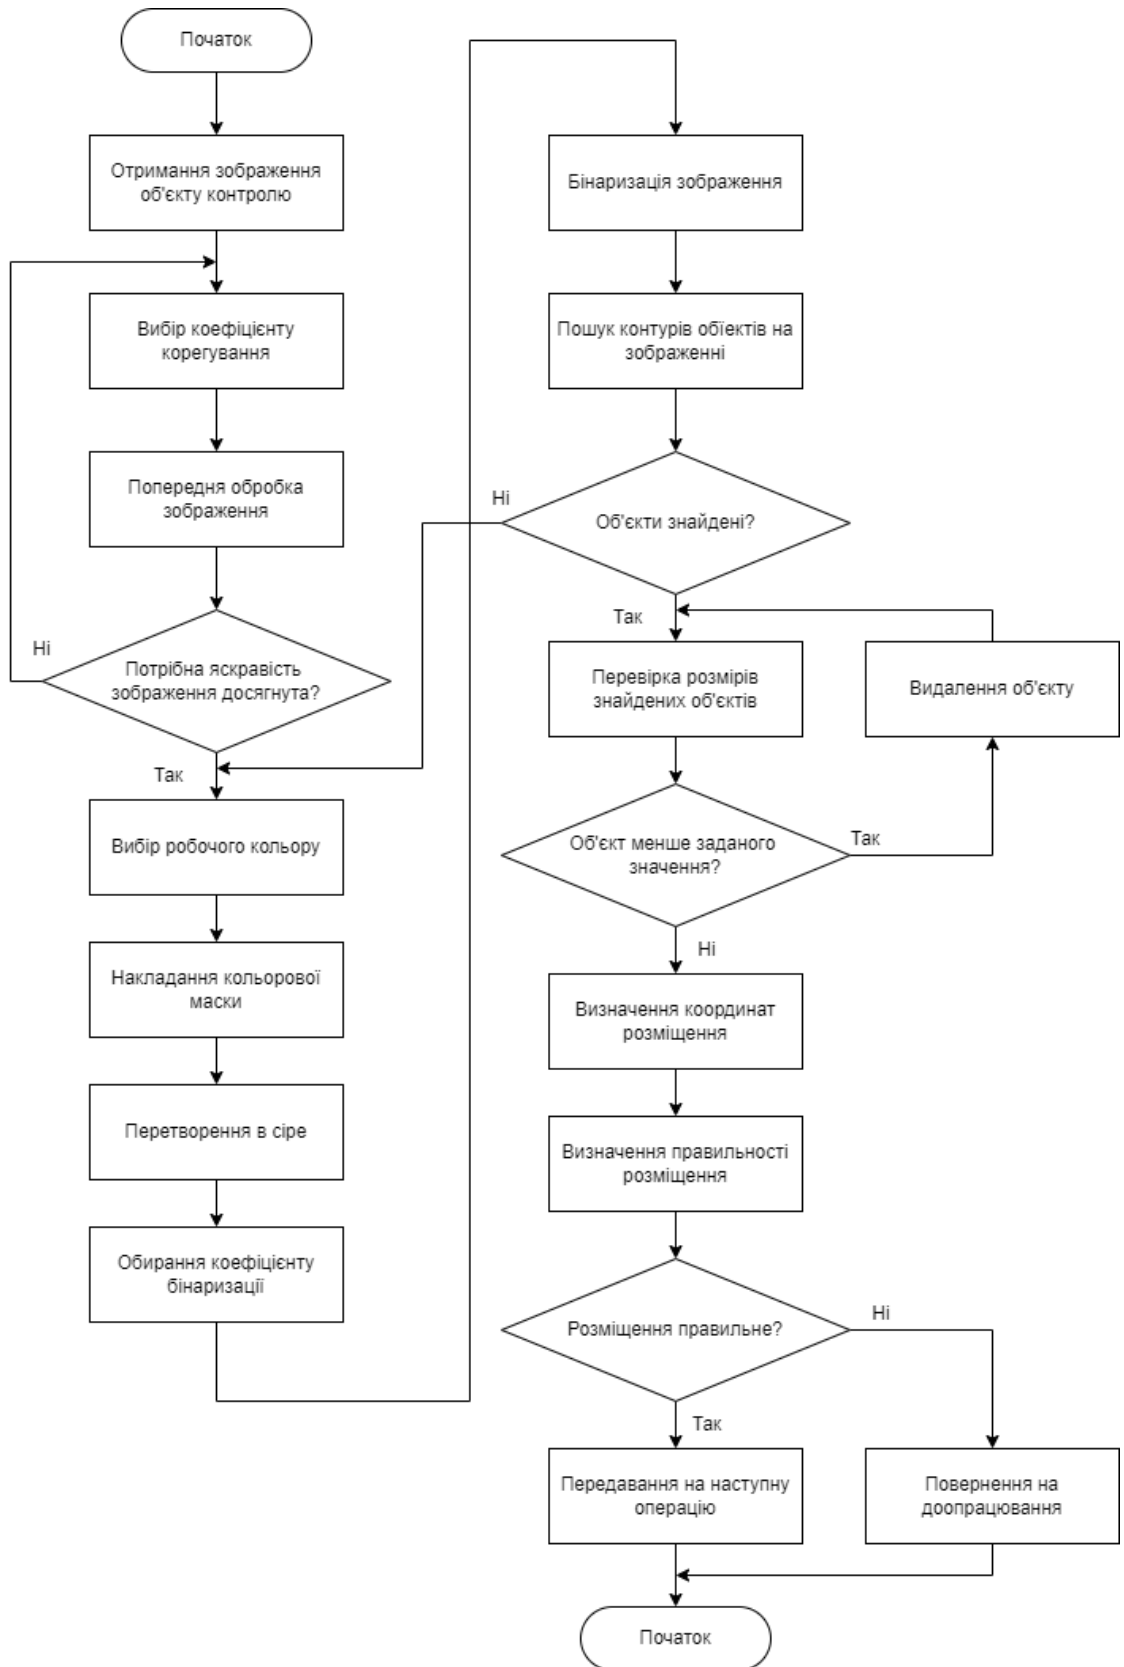 Початок
Отримання зображення
об'єкту контролю
Вибір коефіцієнту
корегування
Попередня обробка
зображення
Ні
Потрібна яскравість
зображення досягнута?
Так
Вибір робочого кольору
Накладання кольорової
маски
Перетворення в сіре
Обирання коефіцієнту
бінаризації
Бінаризація зображення
Пошук контурів обїектів на
зображенні
Ні
Об'єкти знайдені?
Так
Перевірка розмірів
знайдених об'єктів
Видалення об'єкту
Об'єкт менше заданого
значення?
Так
Ні
Визначення координат
розміщення
Визначення правильності
розміщення
Розміщення правильне?
Ні
Так
Передавання на наступну
операцію
Повернення на
доопрацювання
Початок